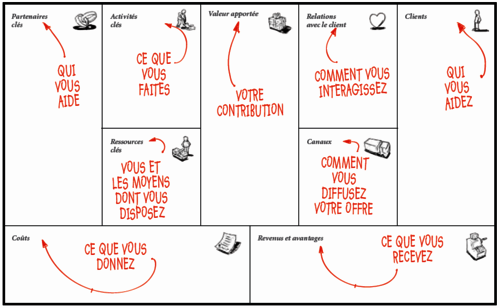 Partenaires
clés
QUI
VOUS
AIDE
Activités
clés
CE QUE
VOUS
FAITES
Ressources
clés
VOUS ET
LES MOYENS
DONT VOUS
DISPOSEZ
Valeur apportée
VOTRE
CONTRIBUTION
Relations
avec le client
COMMENT VOUS
INTERAGISSEZ
Canaux
COMMENT
VOUS
DIFFUSEZ
VOTRE OFFRE
Clients
QUI
VOUS
AIDEZ
Coûts
CE QUE VOUS
DONNEZ
Revenus et avantages
CE QUE VOUS
RECEVEZ